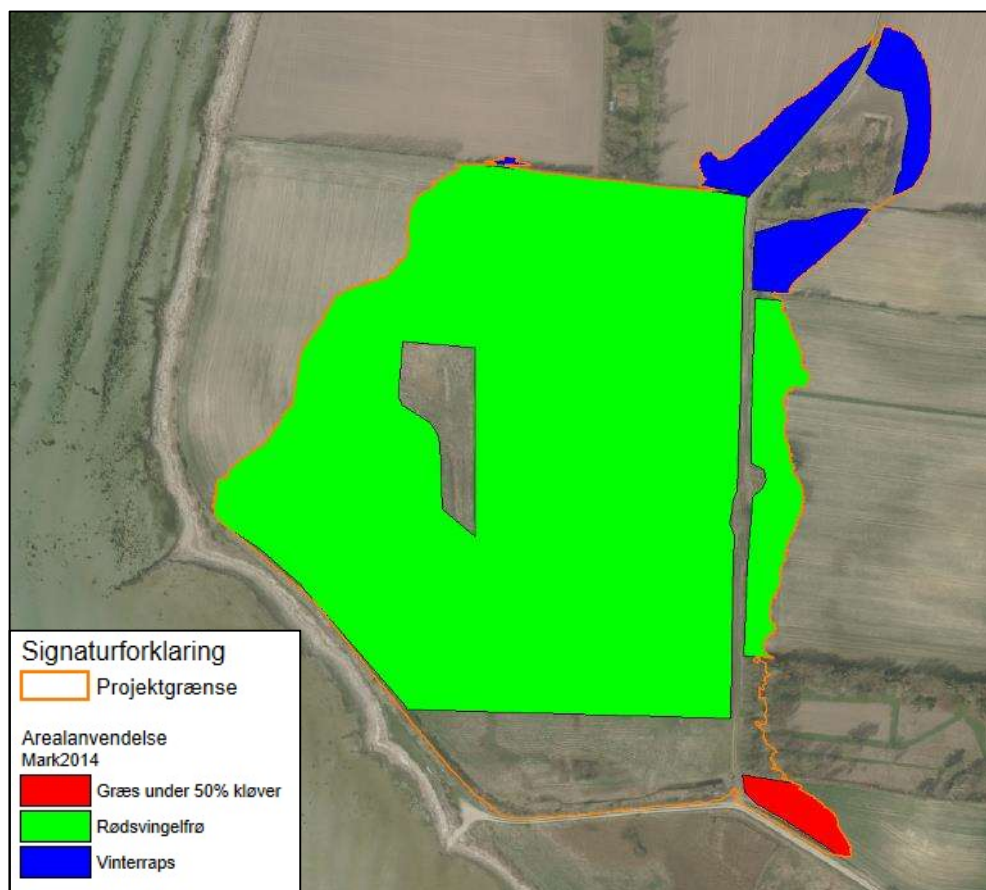 Signaturforklaring
Projektgrænse
Arealanvendelse
Mark2014
Græs under 50% kløver
Rødsvingelfrø
Vinterraps